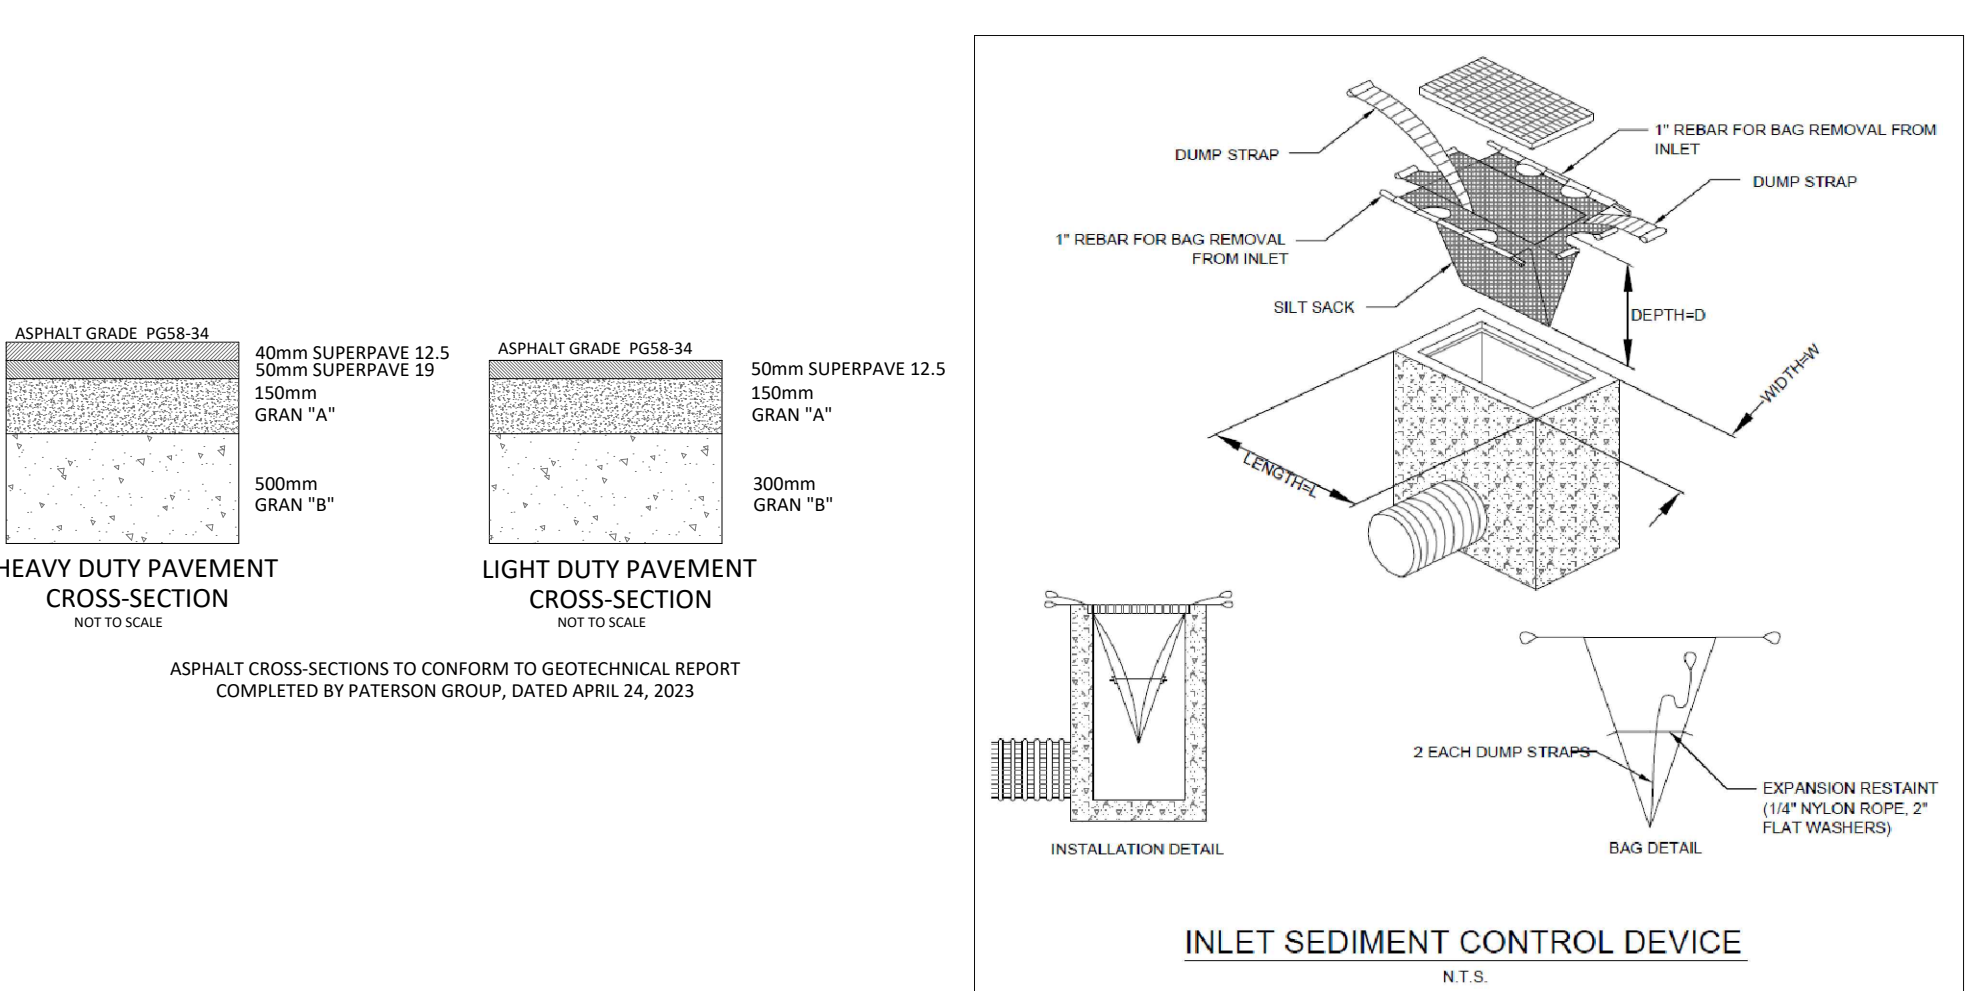 ASPHALT GRADE PG58-34
40mm SUPERPAVE 12.5
50mm SUPERPAVE 19
150mm
GRAN "A"
500mm
GRAN "B"
HEAVY DUTY PAVEMENT
CROSS-SECTION
NOT TO SCALE
ASPHALT GRADE PG58-34
50mm SUPERPAVE 12.5
150mm
GRAN "A"
300mm
GRAN "B"
LIGHT DUTY PAVEMENT
CROSS-SECTION
NOT TO SCALE
ASPHALT CROSS-SECTIONS TO CONFORM TO GEOTECHNICAL REPORT
COMPLETED BY PATERSON GROUP, DATED APRIL 24, 2023
DUMP STRAP
1" REBAR FOR BAG REMOVAL FROM
INLET
DUMP STRAP
1" REBAR FOR BAG REMOVAL
FROM INLET
SILT SACK
DEPTH=D
WIDTH=W
LENGTH=L
INSTALLATION DETAIL
2 EACH DUMP STRAPS
EXPANSION RESTAINT
(1/4" NYLON ROPE, 2"
FLAT WASHERS)
BAG DETAIL
INLET SEDIMENT CONTROL DEVICE
N.T.S.